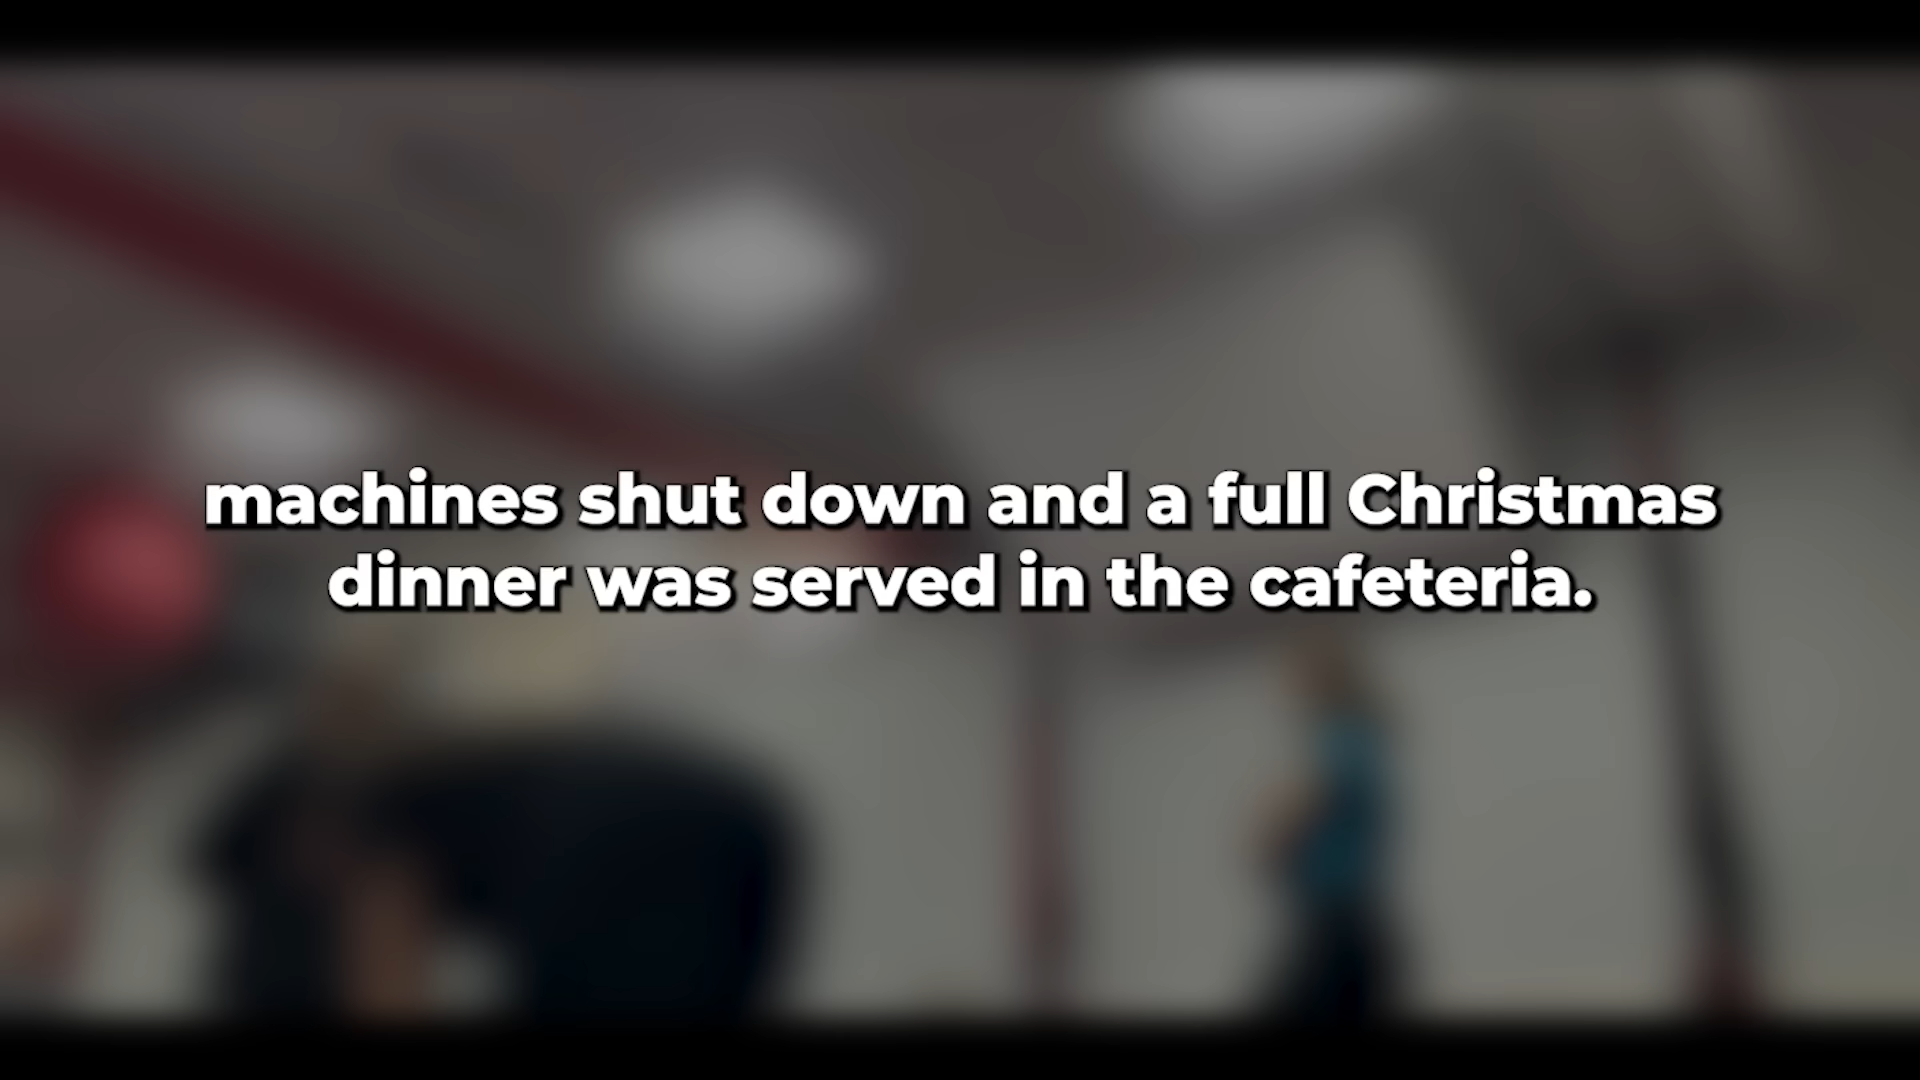 machines shut down and a full Christmas
dinner was served in the cafeteria.